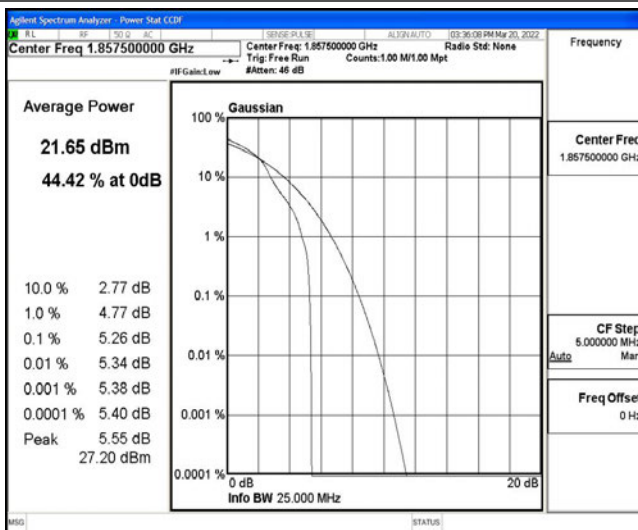 Agilent Spectrum Analyzer - Power Stat CCDF
RL RF 50 Ω AC SENSE:PULSE ALIGN AUTO 03:36:08 PM Mar 20, 2022
Center Freq 1.857500000 GHz
Center Freq: 1.857500000 GHz Radio Std: None
Trig: Free Run Counts:1.00 M/1.00 Mpt
#IFGain:Low #Atten: 46 dB
Frequency
Average Power
21.65 dBm
44.42 % at 0dB
10.0 % 2.77 dB
1.0 % 4.77 dB
0.1 % 5.26 dB
0.01 % 5.34 dB
0.001 % 5.38 dB
0.0001 % 5.40 dB
Peak 5.55 dB
27.20 dBm
Gaussian
100 %
10 %
1 %
0.1 %
0.01 %
0.001 %
0.0001 %
0 dB 20 dB
Info BW 25.000 MHz
Center Freq
1.857500000 GHz
CF Step
5.000000 MHz
Auto Man
Freq Offset
0 Hz
MSG STATUS